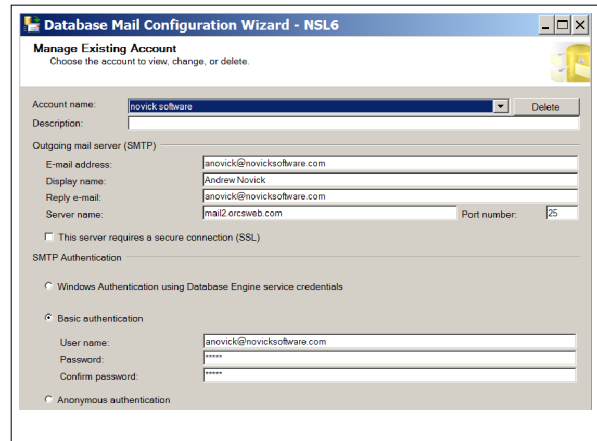 Database Mail Configuration Wizard - NSL6
Manage Existing Account
Choose the account to view, change, or delete.
Account name: novick software Delete
Description:
Outgoing mail server (SMTP)
E-mail address: anovick@novicksoftware.com
Display name: Andrew Novick
Reply e-mail: anovick@novicksoftware.com
Server name: mail2.orcsweb.com Port number: 25
This server requires a secure connection (SSL)
SMTP Authentication
Windows Authentication using Database Engine service credentials
Basic authentication
User name: anovick@novicksoftware.com
Password: *****
Confirm password: *****
Anonymous authentication